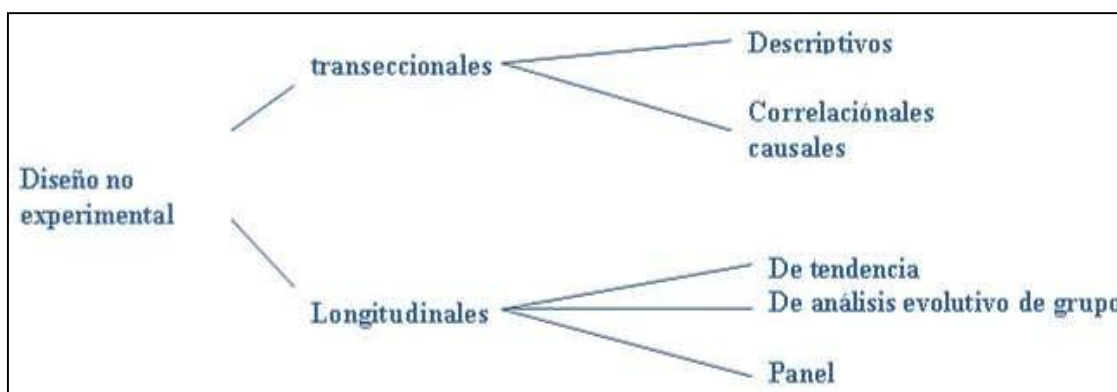 Diseño no
experimental
transeccionales
Descriptivos
Correlaciónales
causales
Longitudinales
De tendencia
De análisis evolutivo de grupo
Panel